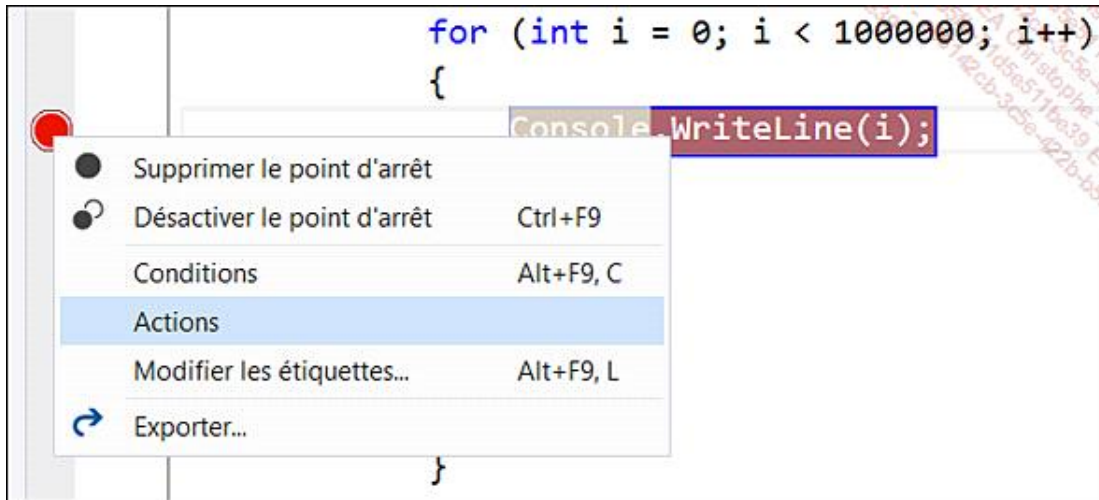 for (int i = 0; i < 1000000; i++)
{
Console.WriteLine(i);
Supprimer le point d'arrêt
Désactiver le point d'arrêt Ctrl+F9
Conditions Alt+F9, C
Actions
Modifier les étiquettes... Alt+F9, L
Exporter...
}